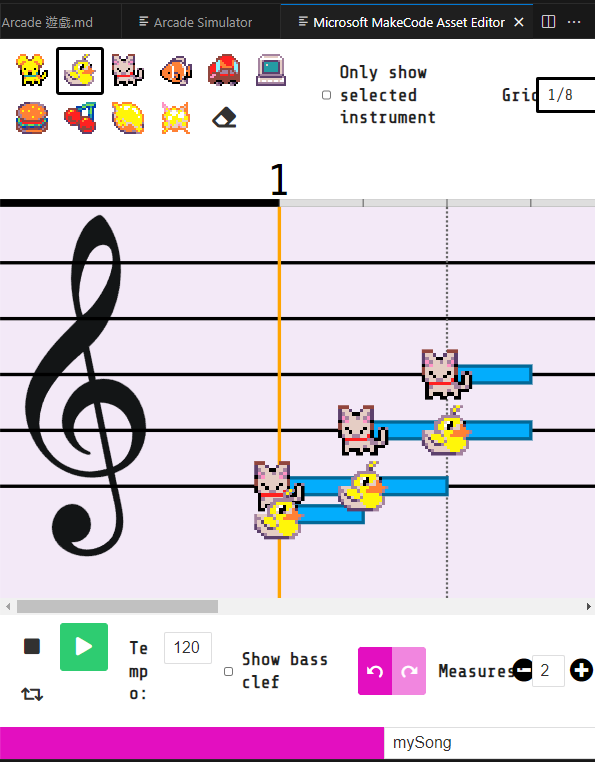 Arcade 遊戲.md
Arcade Simulator
Microsoft MakeCode Asset Editor
Only show
selected
instrument
Grid
1/8
1
Te
mp
o:
120
Show bass
clef
Measures
2
mySong